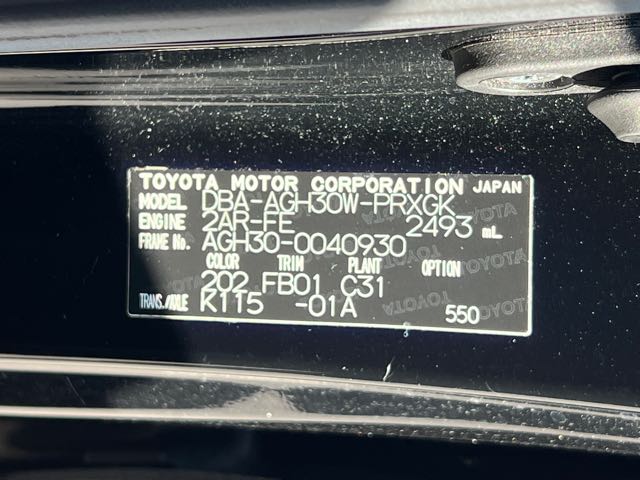 TOYOTA MOTOR CORPORATION JAPAN
MODEL DBA-AGH30W-PRXGK
ENGINE 2AR-FE 2493 mL
FRAME No. AGH30-0040930
COLOR TRIM PLANT OPTION
202 FB01 C31
TRANS./AXLE K115 -01A 550